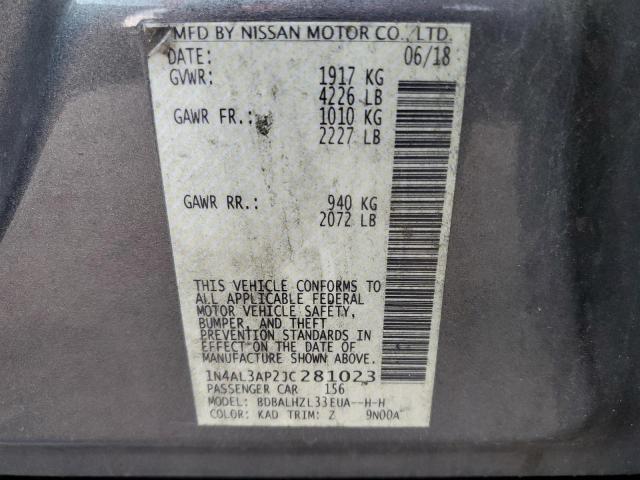 MFD BY NISSAN MOTOR CO.,LTD.
DATE: 06/18
GVWR: 1917 KG
4226 LB
GAWR FR.: 1010 KG
2227 LB
GAWR RR.: 940 KG
2072 LB
THIS VEHICLE CONFORMS TO
ALL APPLICABLE FEDERAL
MOTOR VEHICLE SAFETY,
BUMPER, AND THEFT
PREVENTION STANDARDS IN
EFFECT ON THE DATE OF
MANUFACTURE SHOWN ABOVE.
1N4AL3AP2JC281023
PASSENGER CAR 156
MODEL: BDBALHZL33EUA--H-H
COLOR: KAD TRIM: Z 9N00A